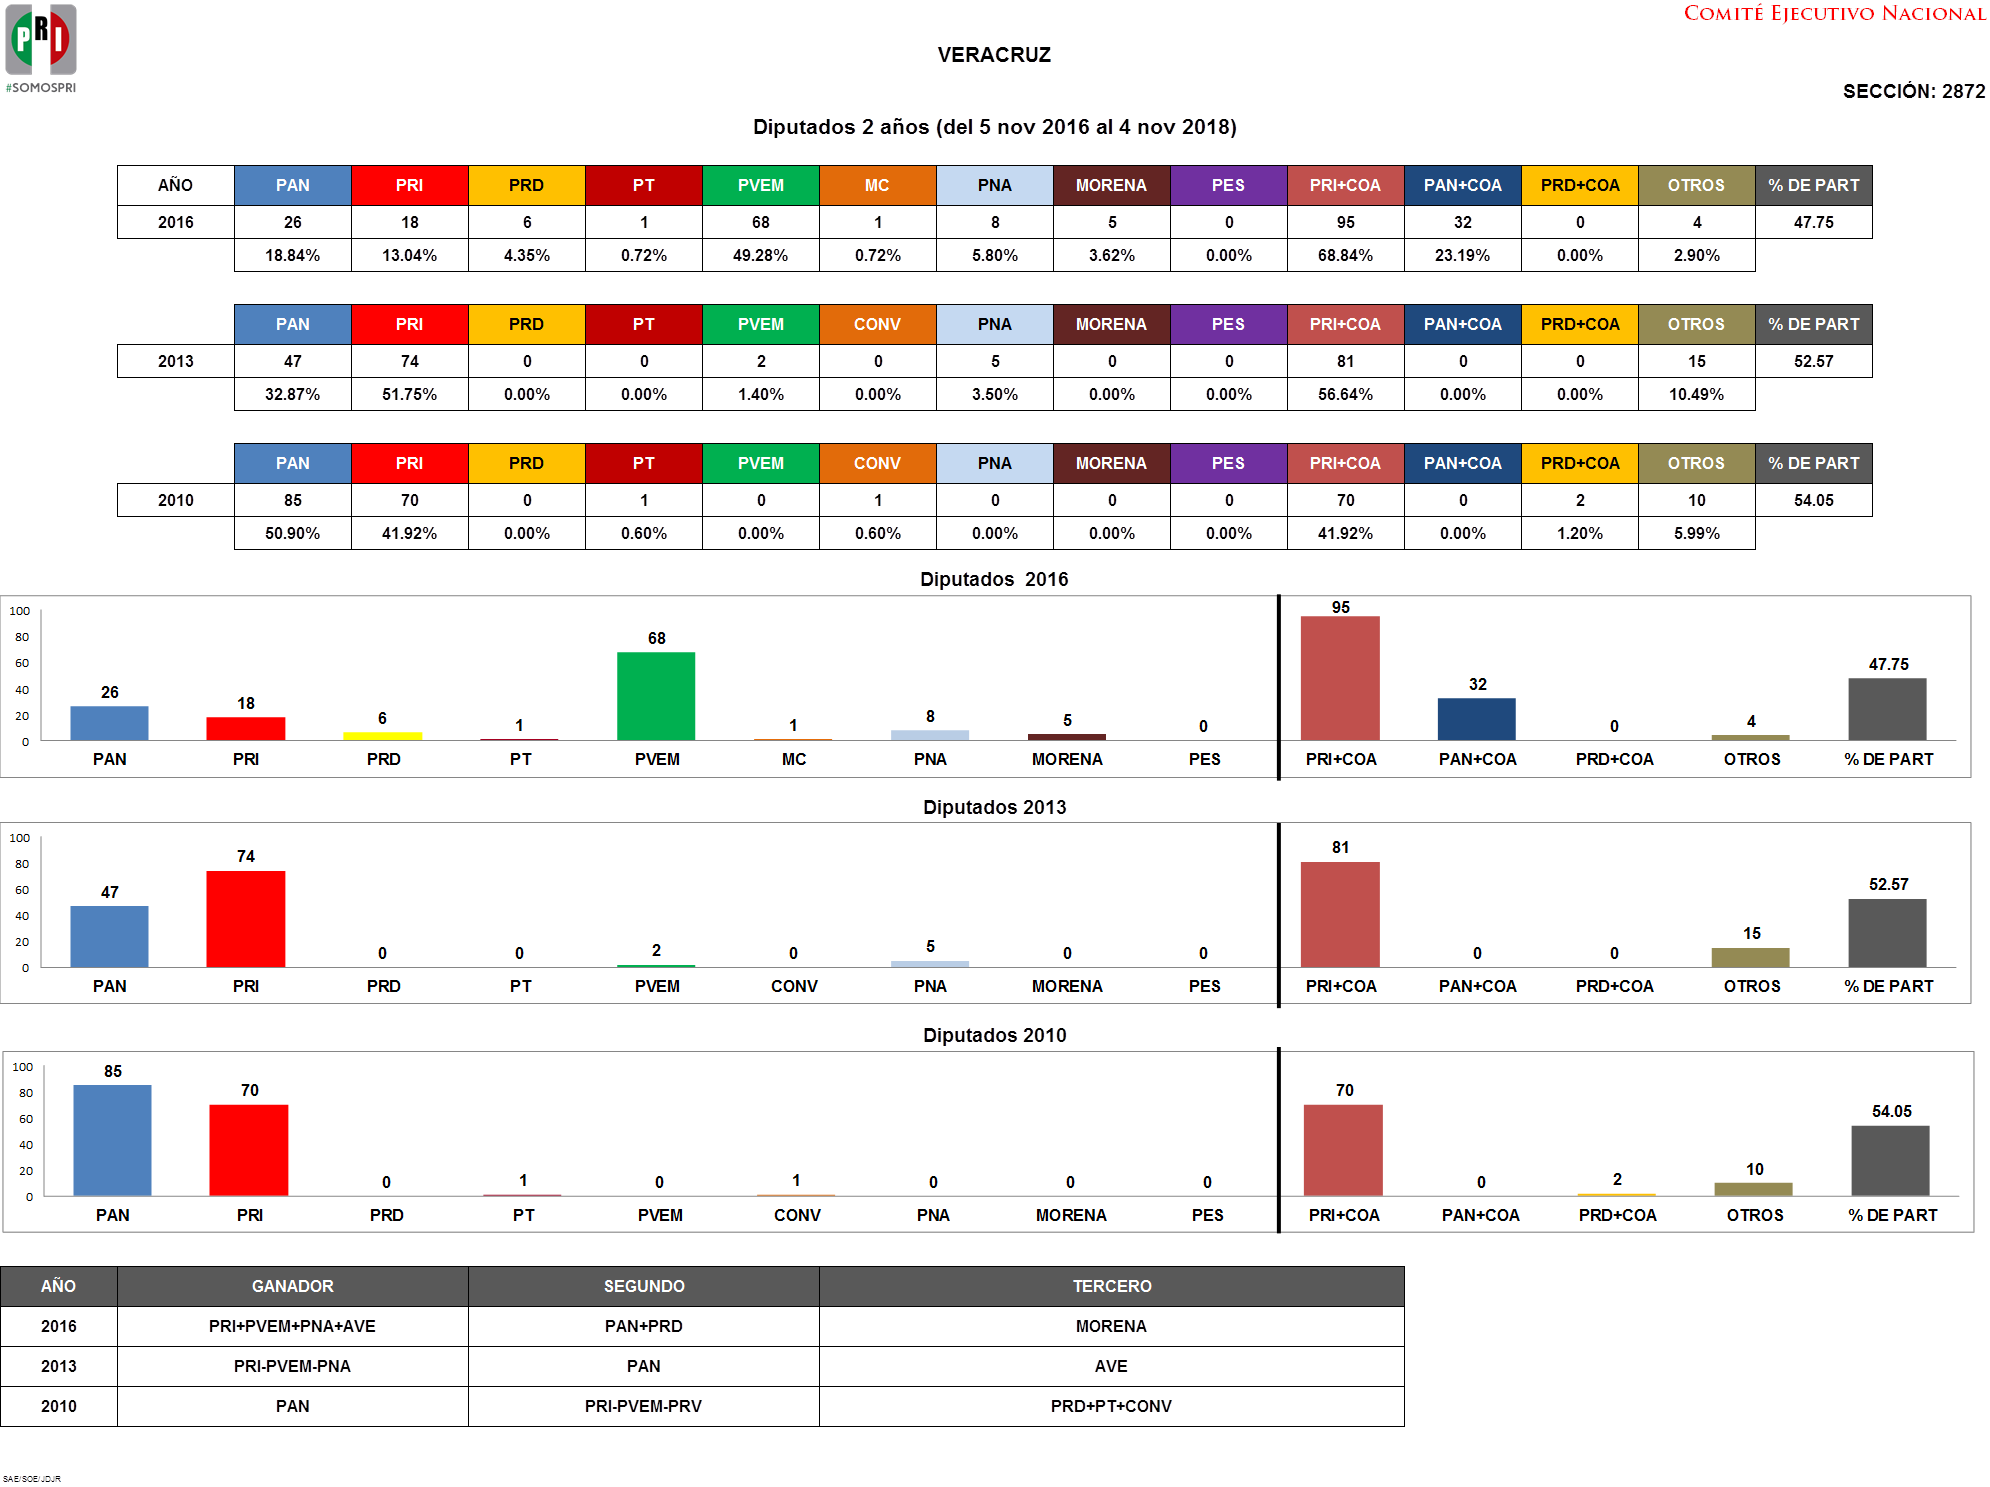 COMITÉ EJECUTIVO NACIONAL
PRI
#SOMOSPRI
VERACRUZ
SECCIÓN: 2872
Diputados 2 años (del 5 nov 2016 al 4 nov 2018)
AÑO PAN PRI PRD PT PVEM MC PNA MORENA PES PRI+COA PAN+COA PRD+COA OTROS % DE PART
2016 26 18 6 1 68 1 8 5 0 95 32 0 4 47.75
18.84% 13.04% 4.35% 0.72% 49.28% 0.72% 5.80% 3.62% 0.00% 68.84% 23.19% 0.00% 2.90%
PAN PRI PRD PT PVEM CONV PNA MORENA PES PRI+COA PAN+COA PRD+COA OTROS % DE PART
2013 47 74 0 0 2 0 5 0 0 81 0 0 15 52.57
32.87% 51.75% 0.00% 0.00% 1.40% 0.00% 3.50% 0.00% 0.00% 56.64% 0.00% 0.00% 10.49%
PAN PRI PRD PT PVEM CONV PNA MORENA PES PRI+COA PAN+COA PRD+COA OTROS % DE PART
2010 85 70 0 1 0 1 0 0 0 70 0 2 10 54.05
50.90% 41.92% 0.00% 0.60% 0.00% 0.60% 0.00% 0.00% 0.00% 41.92% 0.00% 1.20% 5.99%
Diputados 2016
100
80
60
40
20
0
26 18 6 1 68 1 8 5 0 95 32 0 4 47.75
PAN PRI PRD PT PVEM MC PNA MORENA PES PRI+COA PAN+COA PRD+COA OTROS % DE PART
Diputados 2013
100
80
60
40
20
0
47 74 0 0 2 0 5 0 0 81 0 0 15 52.57
PAN PRI PRD PT PVEM CONV PNA MORENA PES PRI+COA PAN+COA PRD+COA OTROS % DE PART
Diputados 2010
100
80
60
40
20
0
85 70 0 1 0 1 0 0 0 70 0 2 10 54.05
PAN PRI PRD PT PVEM CONV PNA MORENA PES PRI+COA PAN+COA PRD+COA OTROS % DE PART
AÑO GANADOR SEGUNDO TERCERO
2016 PRI+PVEM+PNA+AVE PAN+PRD MORENA
2013 PRI-PVEM-PNA PAN AVE
2010 PAN PRI-PVEM-PRV PRD+PT+CONV
SAE/SOE/JDJR